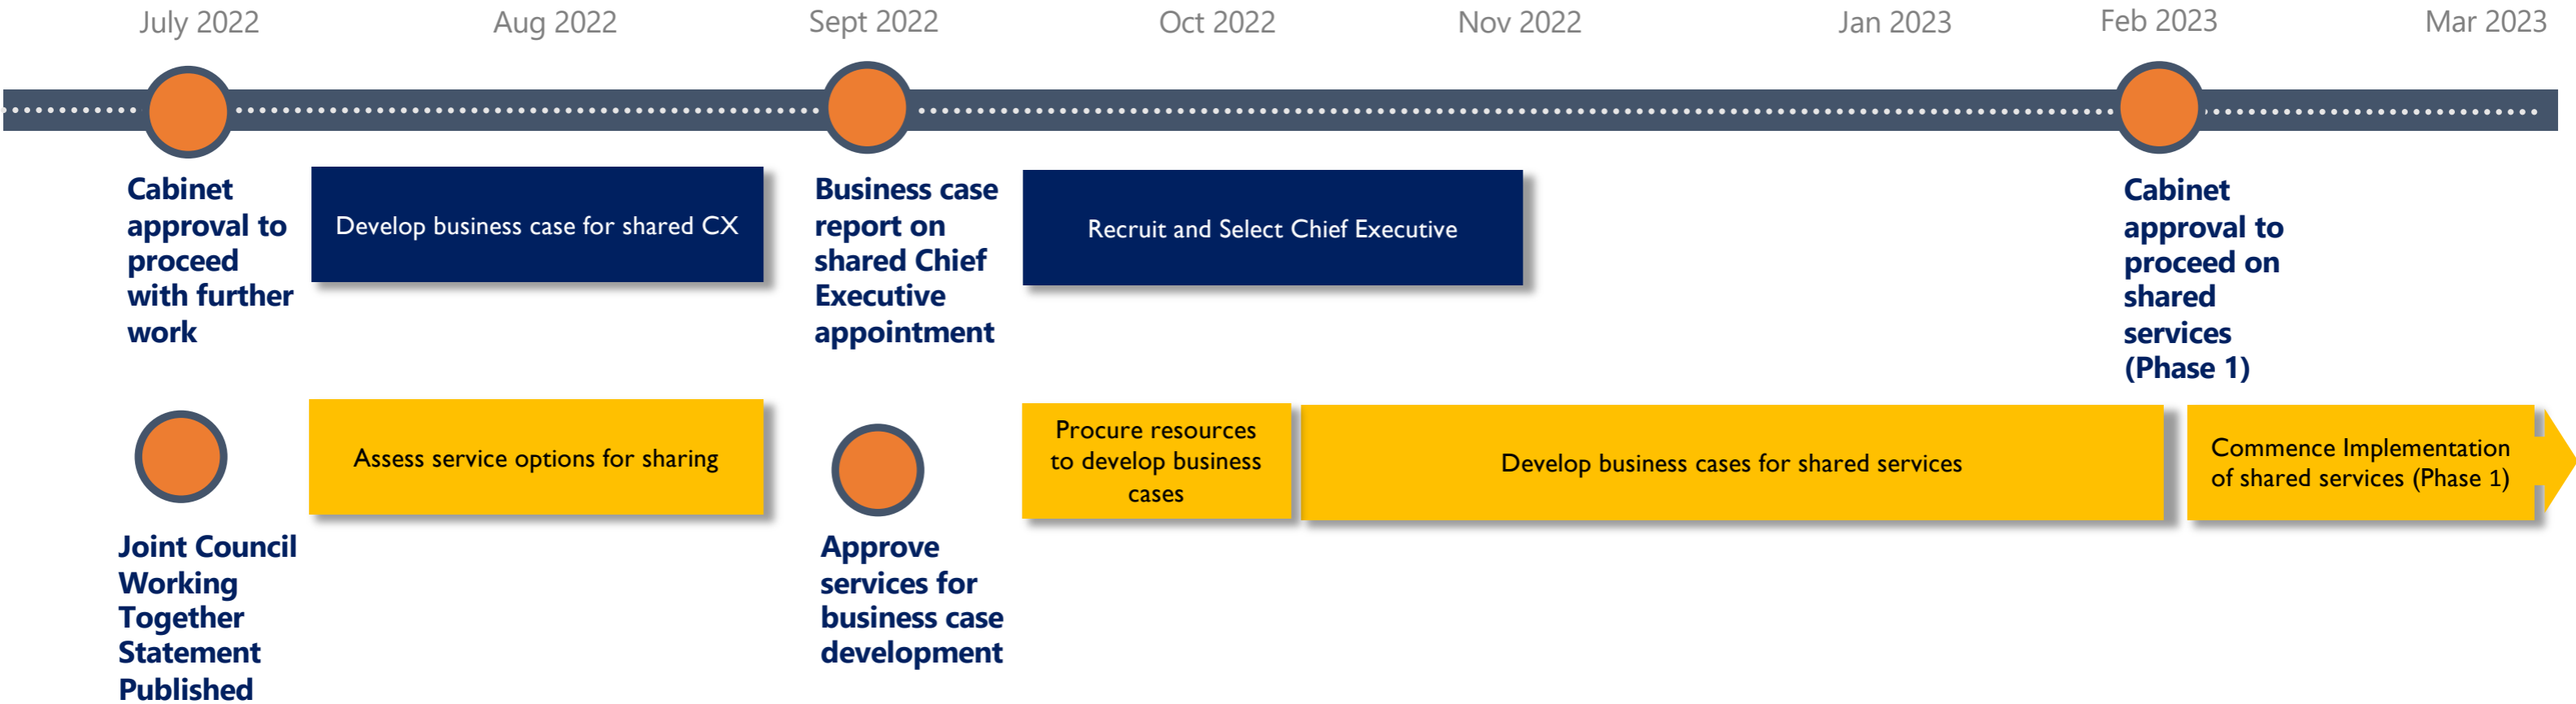 July 2022
Aug 2022
Sept 2022
Oct 2022
Nov 2022
Jan 2023
Feb 2023
Mar 2023
Cabinet
approval to
proceed
with further
work
Develop business case for shared CX
Business case
report on
shared Chief
Executive
appointment
Recruit and Select Chief Executive
Cabinet
approval to
proceed on
shared
services
(Phase 1)
Joint Council
Working
Together
Statement
Published
Assess service options for sharing
Approve
services for
business case
development
Procure resources
to develop business
cases
Develop business cases for shared services
Commence Implementation
of shared services (Phase 1)